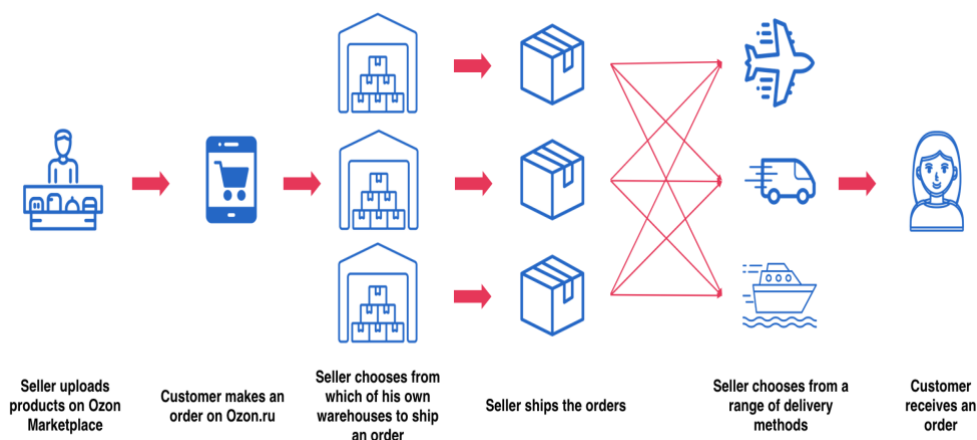 Seller uploads
products on Ozon
Marketplace
Customer makes an
order on Ozon.ru
Seller chooses from
which of his own
warehouses to ship
an order
Seller ships the orders
Seller chooses from a
range of delivery
methods
Customer
receives an
order